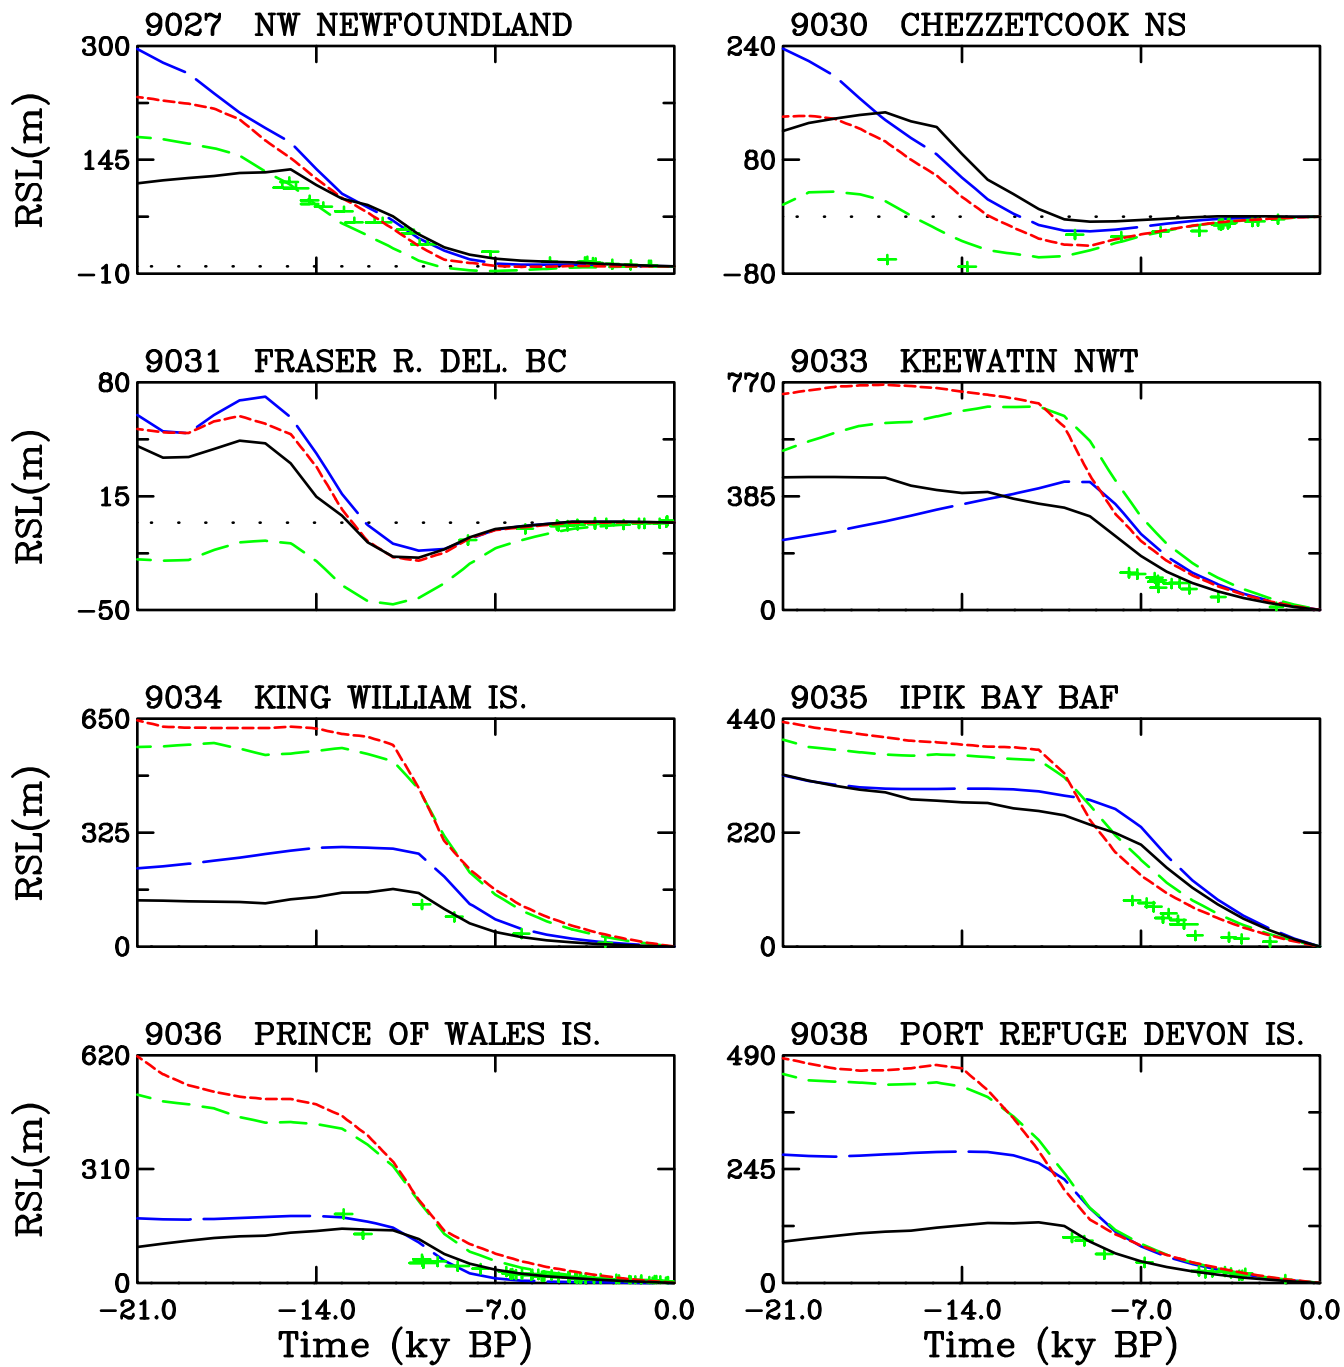 9027 NW NEWFOUNDLAND
9030 CHEZZETCOOK NS
RSL(m)
300
145
−10
240
80
−80
9031 FRASER R. DEL. BC
9033 KEEWATIN NWT
RSL(m)
80
15
−50
770
385
0
9034 KING WILLIAM IS.
9035 IPIK BAY BAF
RSL(m)
650
325
0
440
220
0
9036 PRINCE OF WALES IS.
9038 PORT REFUGE DEVON IS.
RSL(m)
620
310
0
490
245
0
−21.0 −14.0 −7.0 0.0
−21.0 −14.0 −7.0 0.0
Time (ky BP)
Time (ky BP)